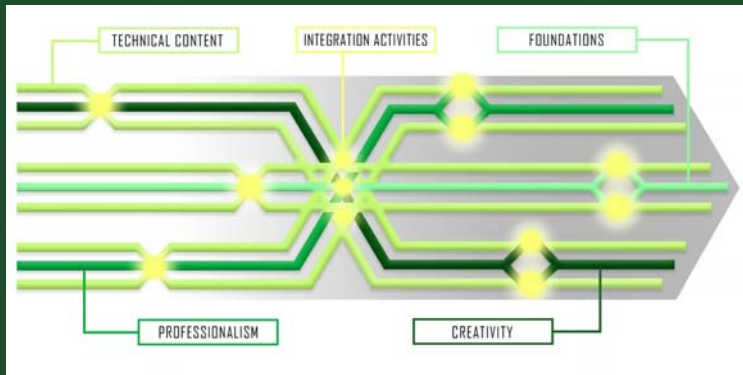 TECHNICAL CONTENT
INTEGRATION ACTIVITIES
FOUNDATIONS
PROFESSIONALISM
CREATIVITY